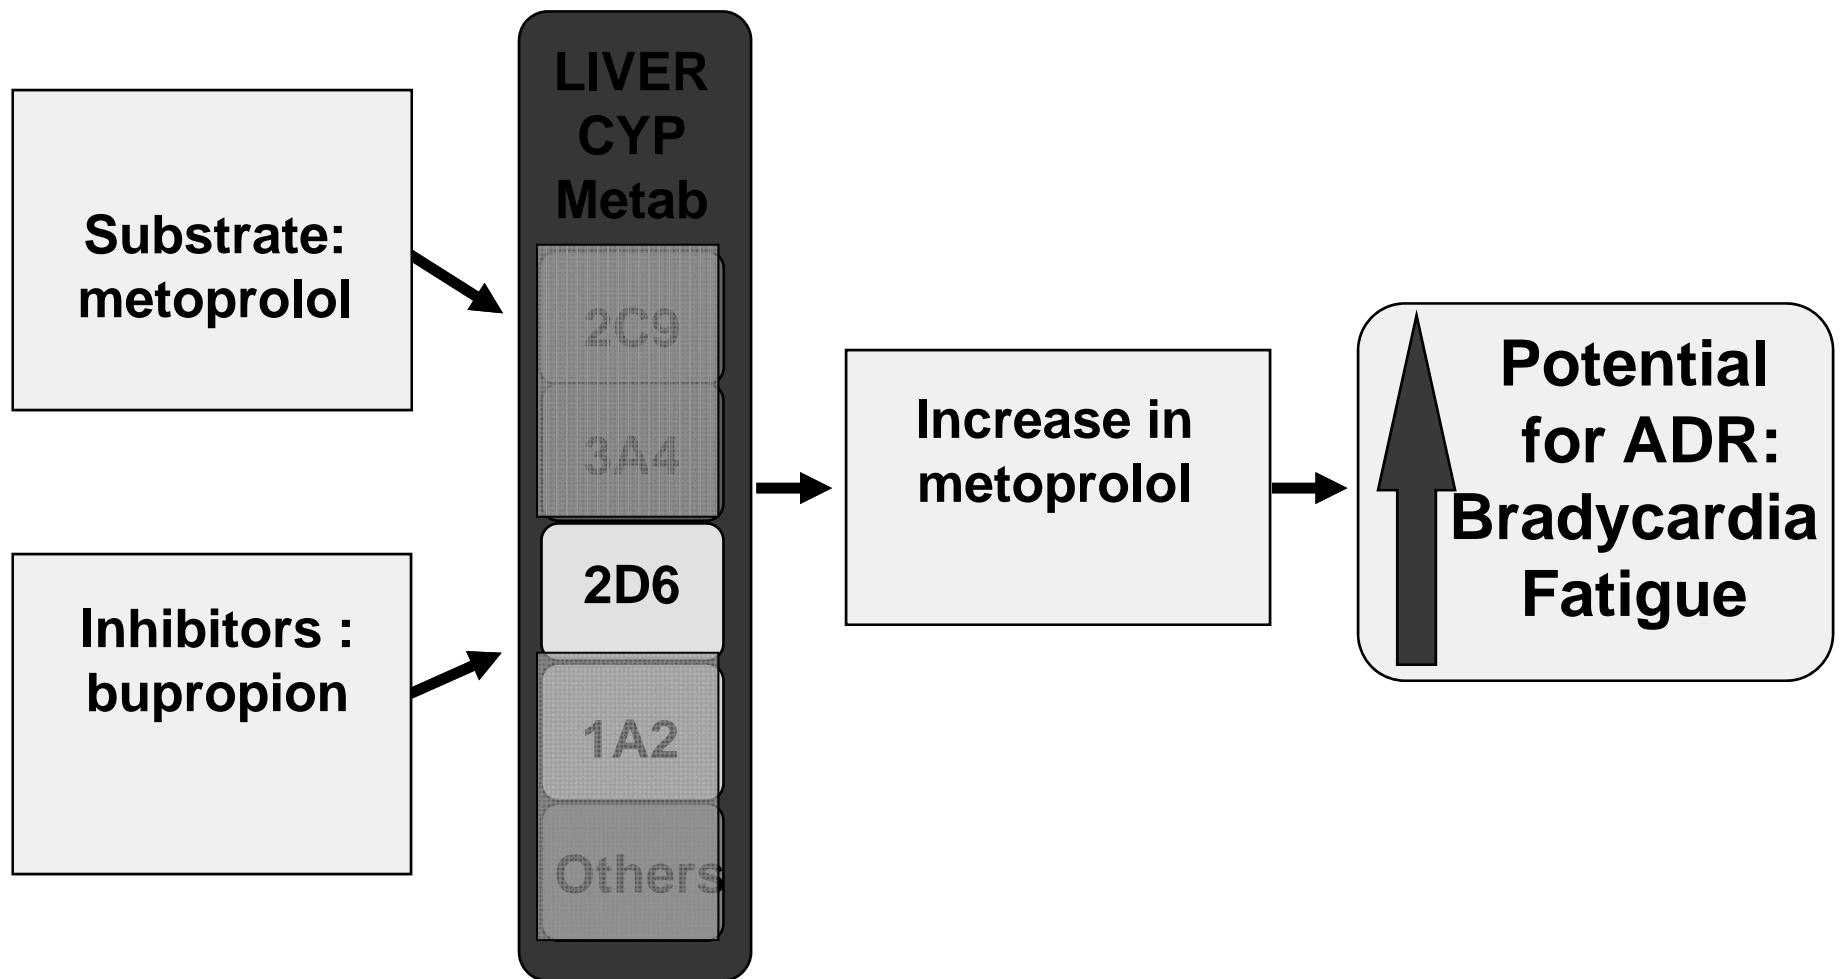 Substrate:
metoprolol
Inhibitors :
bupropion
LIVER
CYP
Metab
2C9
3A4
2D6
1A2
Others
Increase in
metoprolol
Potential
for ADR:
Bradycardia
Fatigue